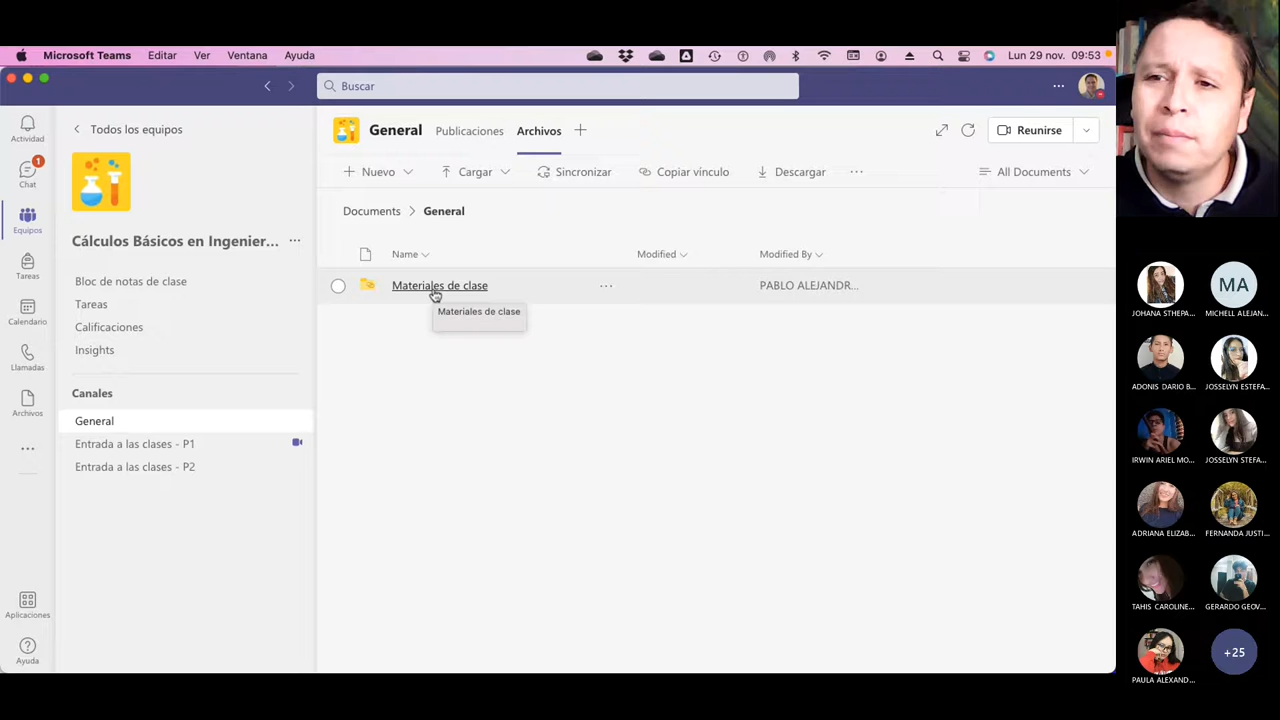 Microsoft Teams Editar Ver Ventana Ayuda Lun 29 nov. 09:53
Buscar
Actividad
Chat
1
Equipos
Tareas
Calendario
Llamadas
Archivos
Aplicaciones
Ayuda
Todos los equipos
Cálculos Básicos en Ingenier...
Bloc de notas de clase
Tareas
Calificaciones
Insights
Canales
General
Entrada a las clases - P1
Entrada a las clases - P2
General Publicaciones Archivos
Reunirse
Nuevo Cargar Sincronizar Copiar vínculo Descargar All Documents
Documents General
Name Modified Modified By
Materiales de clase PABLO ALEJANDR...
Materiales de clase
MA
JOHANA STHEPA... MICHELL ALEJAN...
ADONIS DARIO B... JOSSELYN ESTEFA...
IRWIN ARIEL MO... JOSSELYN STEFA...
ADRIANA ELIZAB... FERNANDA JUSTI...
TAHIS CAROLINE... GERARDO GEOV...
+25
PAULA ALEXAND...